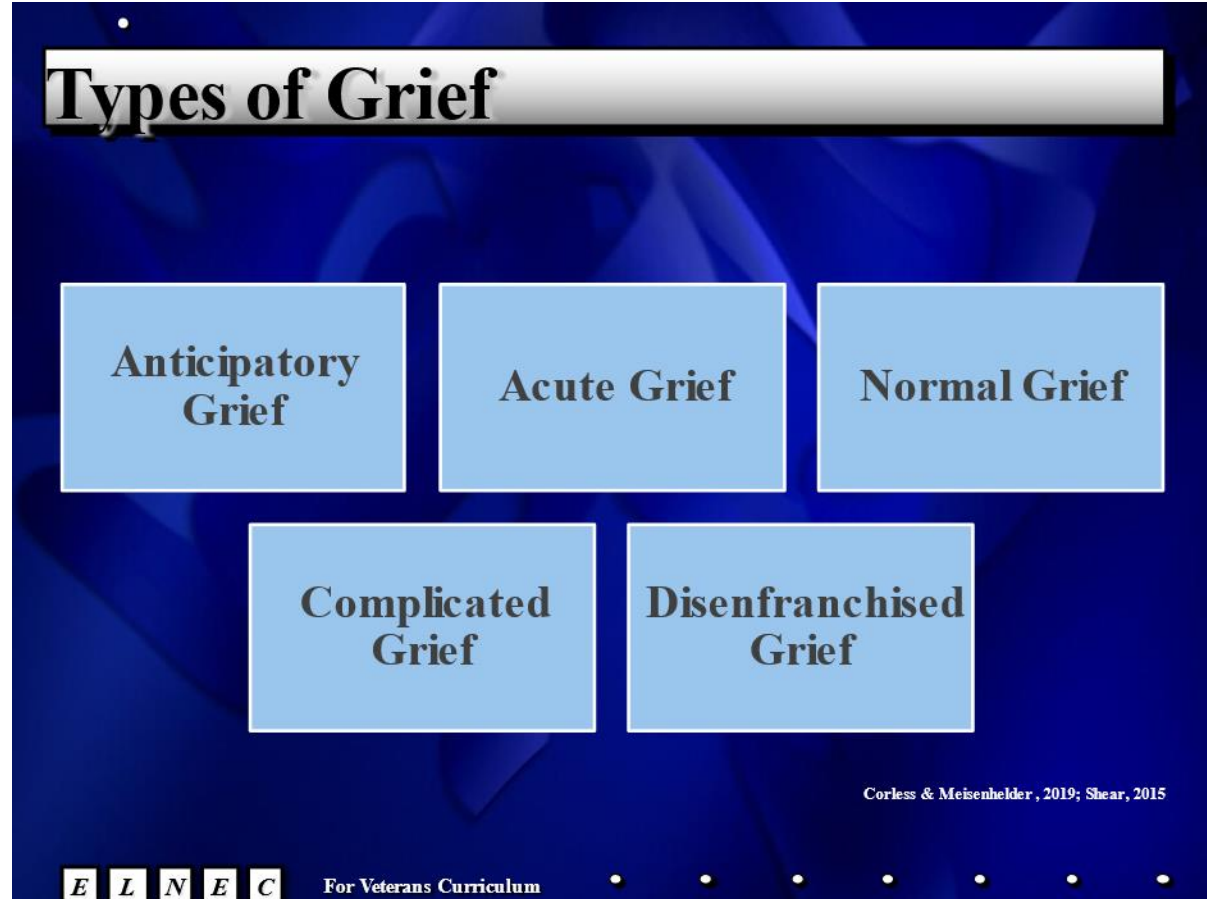 Types of Grief
Anticipatory
Grief
Acute Grief
Normal Grief
Complicated
Grief
Disenfranchised
Grief
Corless & Meisenhelder , 2019; Shear, 2015
E L N E C For Veterans Curriculum